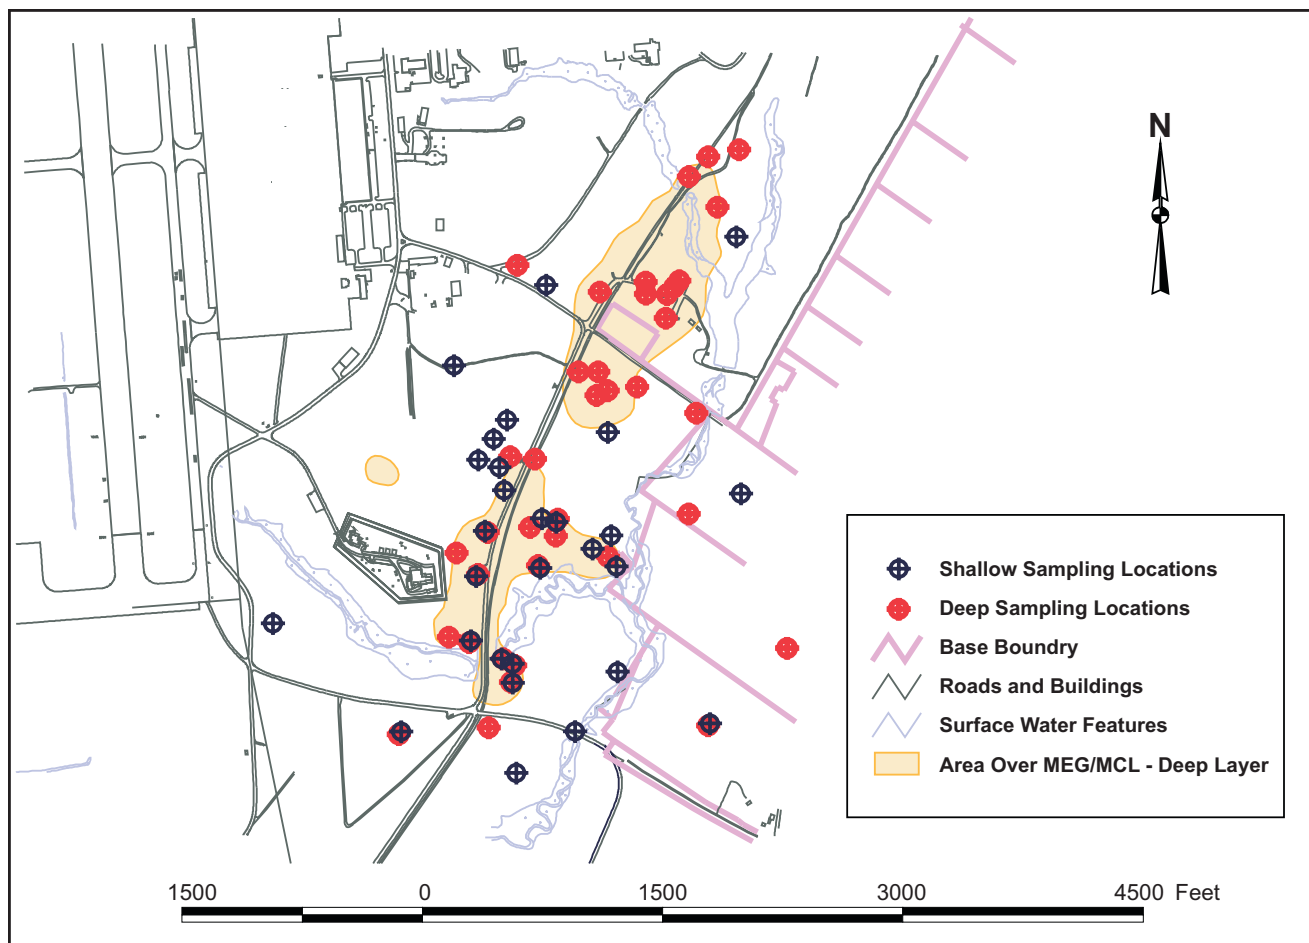 N
Shallow Sampling Locations
Deep Sampling Locations
Base Boundry
Roads and Buildings
Surface Water Features
Area Over MEG/MCL - Deep Layer
1500 0 1500 3000 4500 Feet